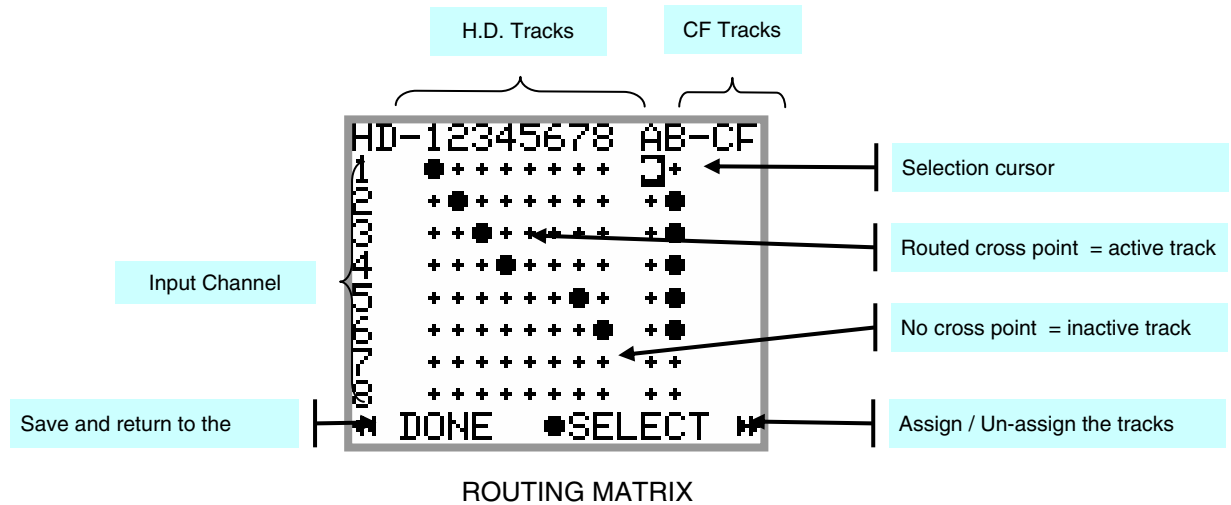 H.D. Tracks
CF Tracks
HD-12345678 AB-CF
1
2
3
4
5
6
7
8
DONE
SELECT
Input Channel
Save and return to the
Selection cursor
Routed cross point = active track
No cross point = inactive track
Assign / Un-assign the tracks
ROUTING MATRIX